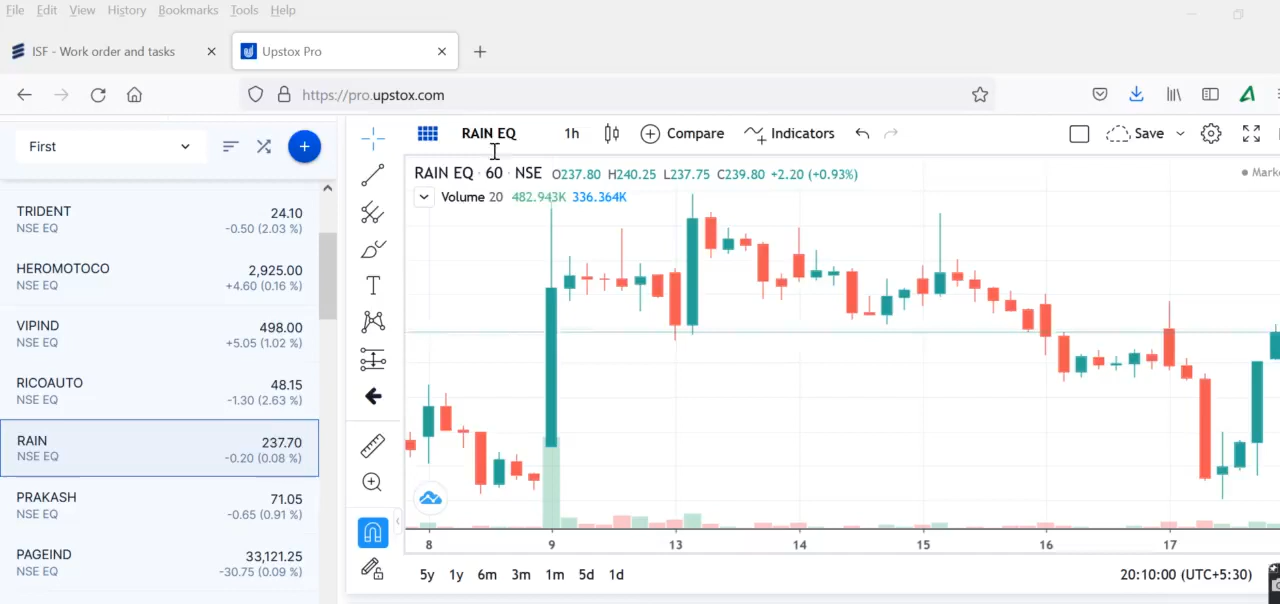 File Edit View History Bookmarks Tools Help
ISF - Work order and tasks
Upstox Pro
https://pro.upstox.com
First
RAIN EQ 1h Compare Indicators Save
RAIN EQ · 60 · NSE O237.80 H240.25 L237.75 C239.80 +2.20 (+0.93%)
Volume 20 482.943K 336.364K
TRIDENT 24.10
NSE EQ -0.50 (2.03 %)
HEROMOTOCO 2,925.00
NSE EQ +4.60 (0.16 %)
VIPIND 498.00
NSE EQ +5.05 (1.02 %)
RICOAUTO 48.15
NSE EQ -1.30 (2.63 %)
RAIN 237.70
NSE EQ -0.20 (0.08 %)
PRAKASH 71.05
NSE EQ -0.65 (0.91 %)
PAGEIND 33,121.25
NSE EQ -30.75 (0.09 %)
8 9 13 14 15 16 17
5y 1y 6m 3m 1m 5d 1d
20:10:00 (UTC+5:30)